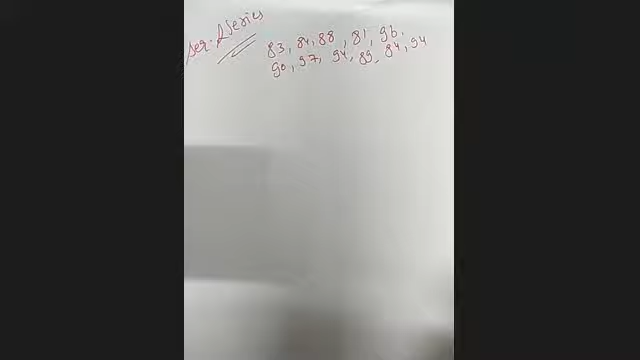 Series
83, 84, 88, 81, 96,
90, 97, 94, 89, 84, 94